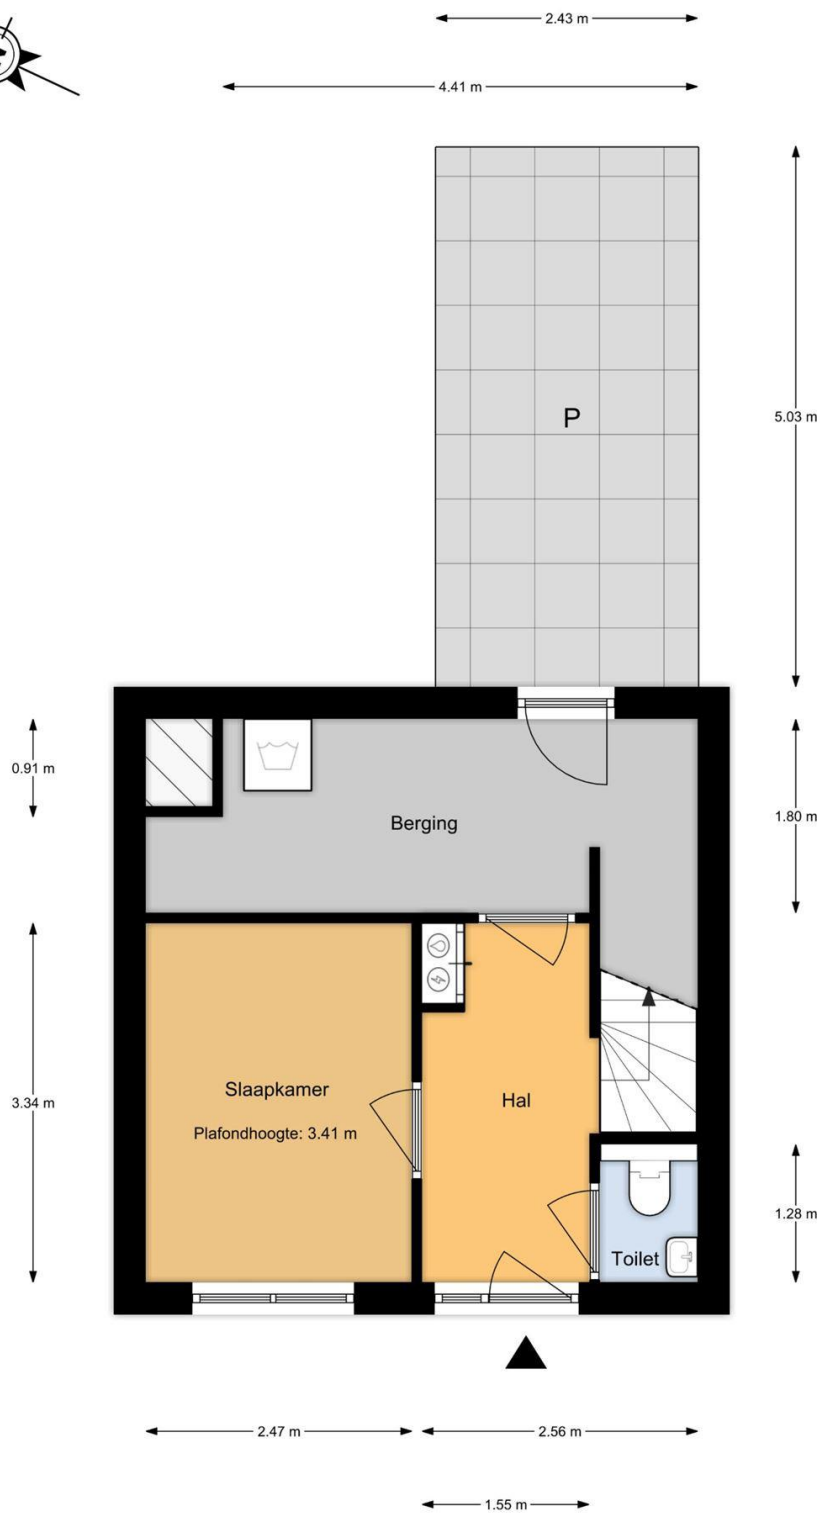 2.43 m
4.41 m
P
5.03 m
0.91 m
1.80 m
Berging
Slaapkamer
Plafondhoogte: 3.41 m
Hal
3.34 m
1.28 m
Toilet
2.47 m
2.56 m
1.55 m